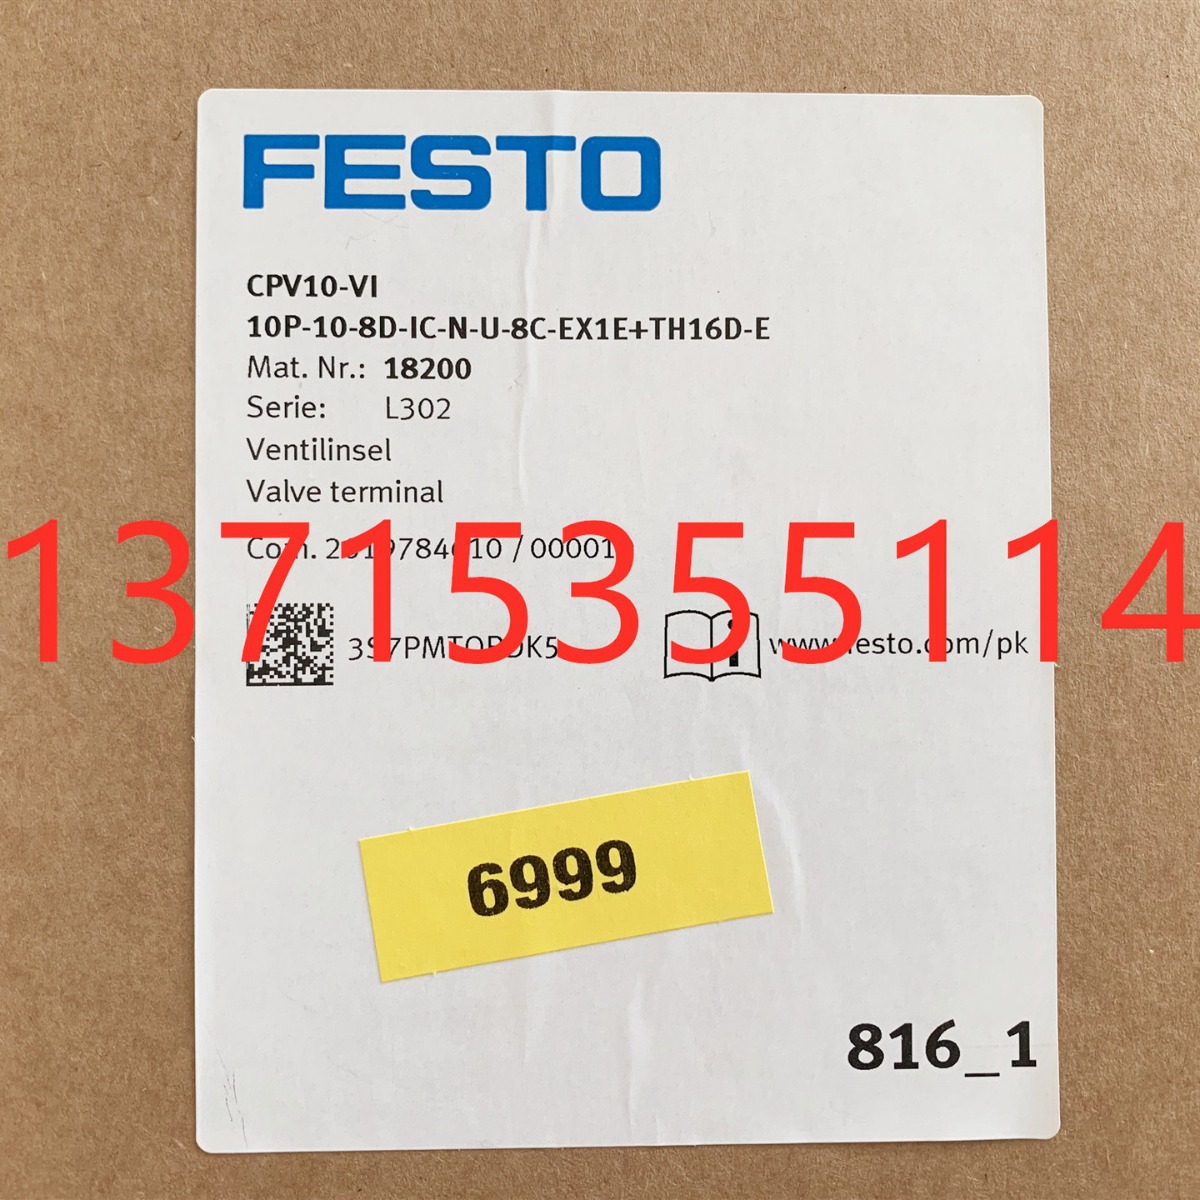 FESTO
CPV10-VI
10P-10-8D-IC-N-U-8C-EX1E+TH16D-E
Mat. Nr.: 18200
Serie: L302
Ventilinsel
Valve terminal
13715355114
/ 00001
www.festo.com/pk
6999
816_1